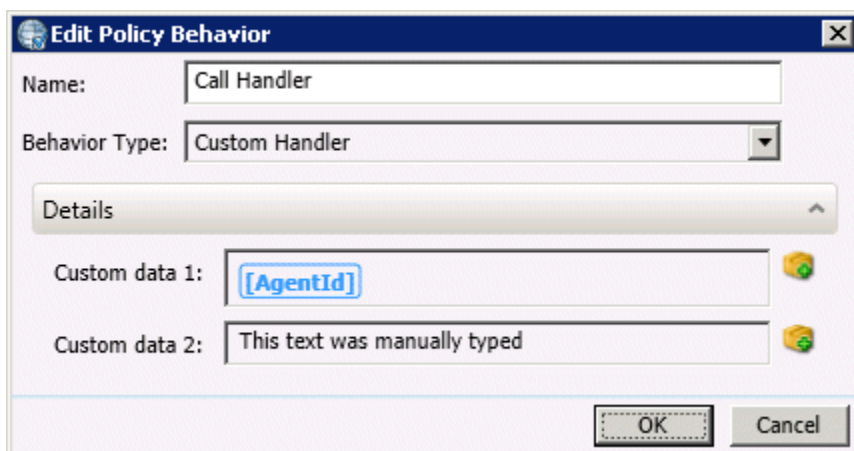 Edit Policy Behavior
Name: Call Handler
Behavior Type: Custom Handler
Details
Custom data 1: [AgentId]
Custom data 2: This text was manually typed
OK Cancel